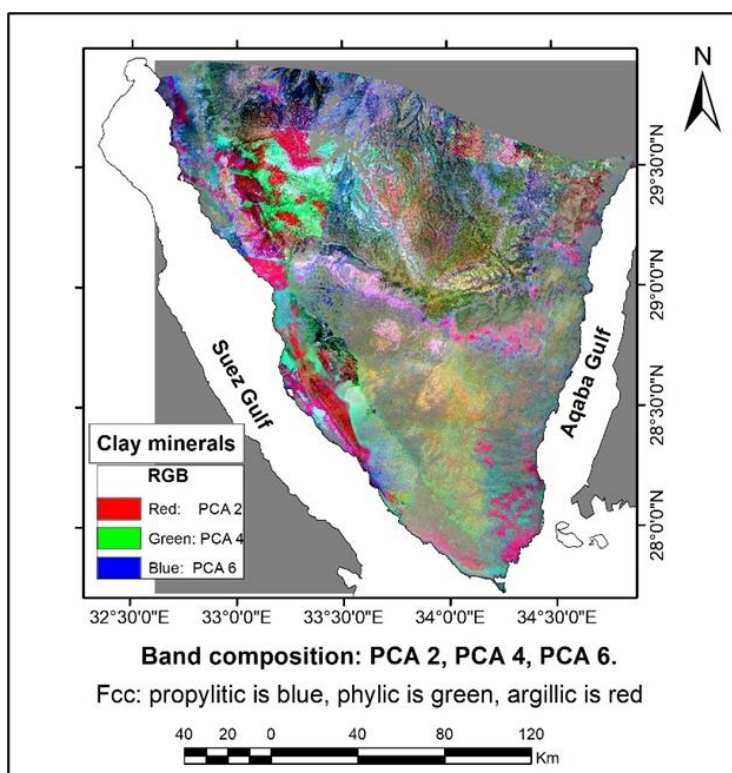 N
29°30'0"N
29°0'0"N
28°30'0"N
28°0'0"N
Suez Gulf
Aqaba Gulf
Clay minerals
RGB
Red: PCA 2
Green: PCA 4
Blue: PCA 6
32°30'0"E 33°0'0"E 33°30'0"E 34°0'0"E 34°30'0"E
Band composition: PCA 2, PCA 4, PCA 6.
Fcc: propylitic is blue, phylic is green, argillic is red
40 20 0 40 80 120
Km